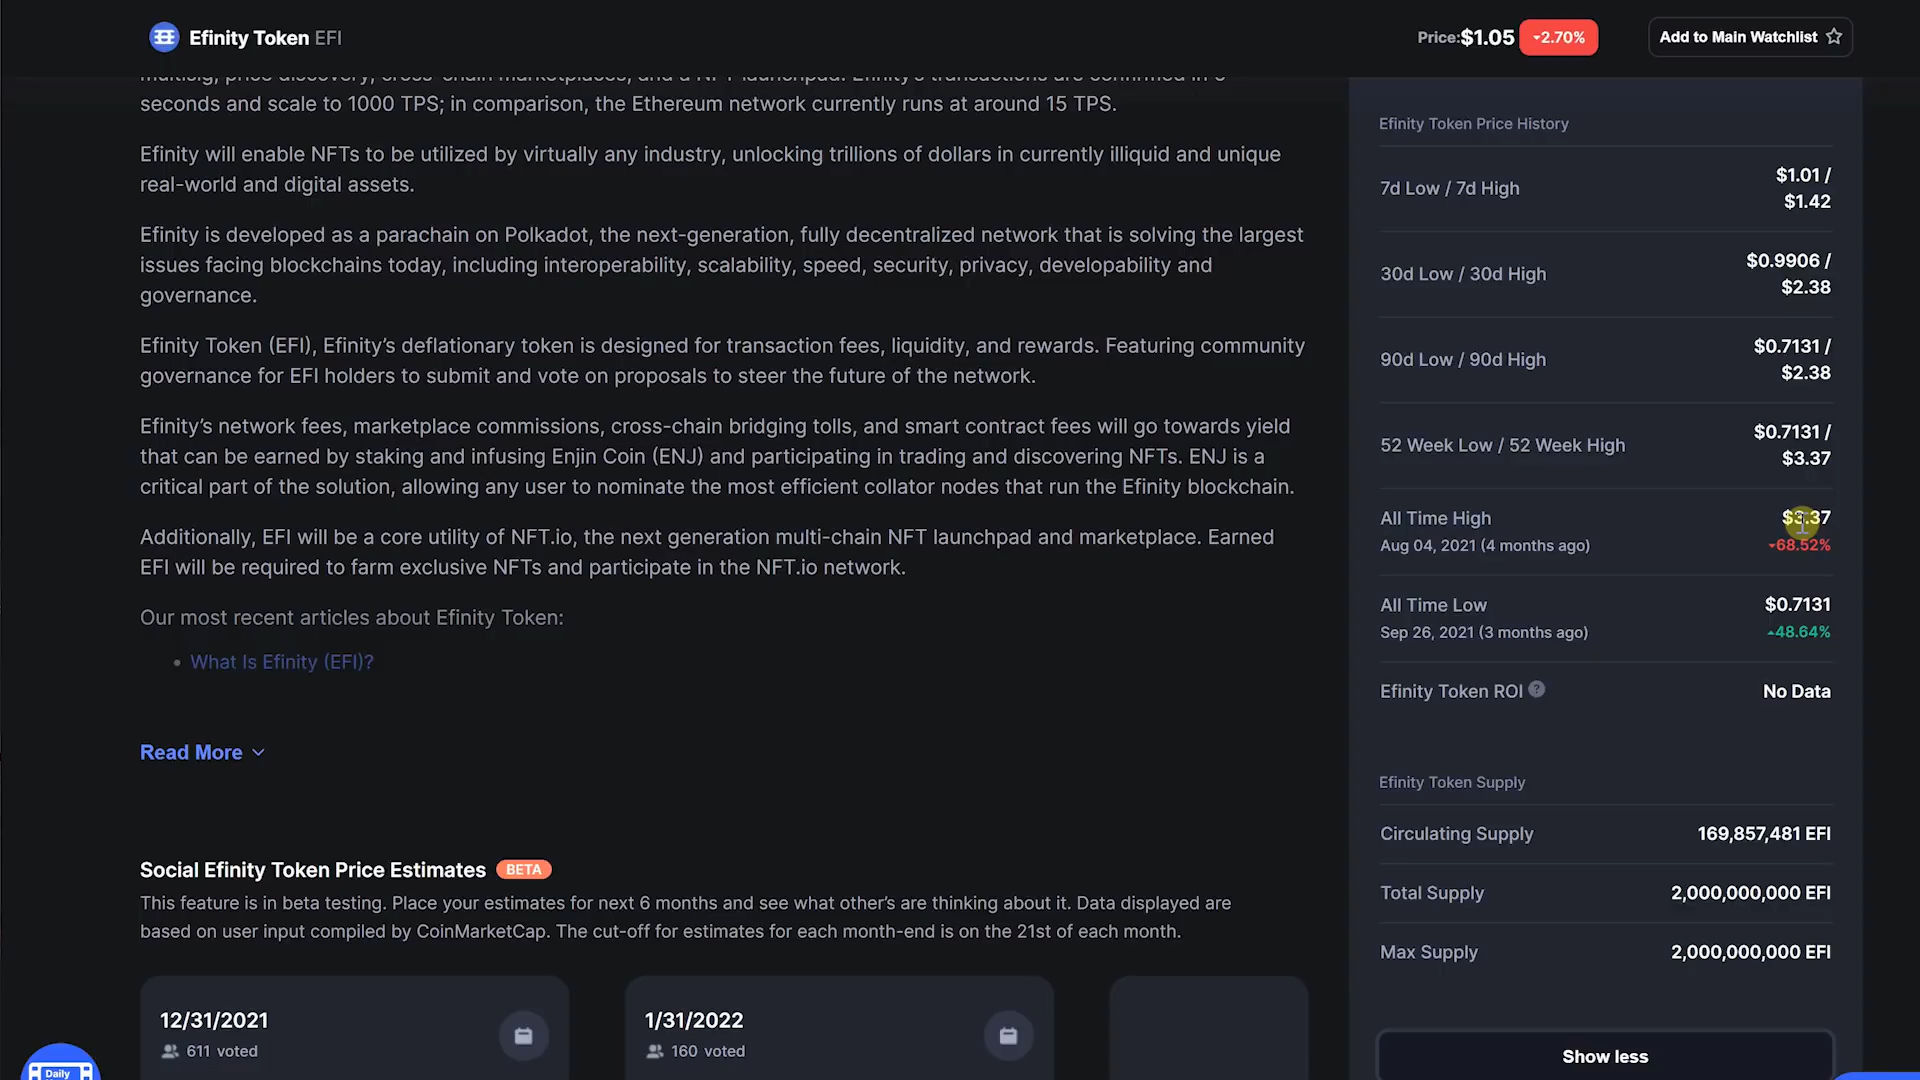 Efinity Token EFI
Price:$1.05 -2.70%
Add to Main Watchlist
multisig, price discovery, cross-chain marketplaces, and a NFT launchpad. Efinity's transactions are confirmed in 6
seconds and scale to 1000 TPS; in comparison, the Ethereum network currently runs at around 15 TPS.
Efinity will enable NFTs to be utilized by virtually any industry, unlocking trillions of dollars in currently illiquid and unique
real-world and digital assets.
Efinity is developed as a parachain on Polkadot, the next-generation, fully decentralized network that is solving the largest
issues facing blockchains today, including interoperability, scalability, speed, security, privacy, developability and
governance.
Efinity Token (EFI), Efinity’s deflationary token is designed for transaction fees, liquidity, and rewards. Featuring community
governance for EFI holders to submit and vote on proposals to steer the future of the network.
Efinity’s network fees, marketplace commissions, cross-chain bridging tolls, and smart contract fees will go towards yield
that can be earned by staking and infusing Enjin Coin (ENJ) and participating in trading and discovering NFTs. ENJ is a
critical part of the solution, allowing any user to nominate the most efficient collator nodes that run the Efinity blockchain.
Additionally, EFI will be a core utility of NFT.io, the next generation multi-chain NFT launchpad and marketplace. Earned
EFI will be required to farm exclusive NFTs and participate in the NFT.io network.
Our most recent articles about Efinity Token:
• What Is Efinity (EFI)?
Read More
Social Efinity Token Price Estimates BETA
This feature is in beta testing. Place your estimates for next 6 months and see what other’s are thinking about it. Data displayed are
based on user input compiled by CoinMarketCap. The cut-off for estimates for each month-end is on the 21st of each month.
12/31/2021
611 voted
1/31/2022
160 voted
Daily
Efinity Token Price History
7d Low / 7d High
$1.01 /
$1.42
30d Low / 30d High
$0.9906 /
$2.38
90d Low / 90d High
$0.7131 /
$2.38
52 Week Low / 52 Week High
$0.7131 /
$3.37
All Time High
$3.37
Aug 04, 2021 (4 months ago)
-68.52%
All Time Low
$0.7131
Sep 26, 2021 (3 months ago)
48.64%
Efinity Token ROI ?
No Data
Efinity Token Supply
Circulating Supply
169,857,481 EFI
Total Supply
2,000,000,000 EFI
Max Supply
2,000,000,000 EFI
Show less